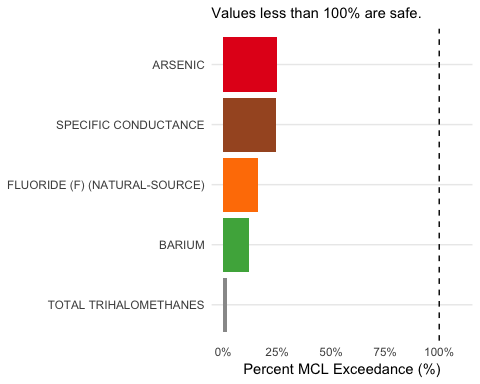 Values less than 100% are safe.
ARSENIC
SPECIFIC CONDUCTANCE
FLUORIDE (F) (NATURAL-SOURCE)
BARIUM
TOTAL TRIHALOMETHANES
0% 25% 50% 75% 100%
Percent MCL Exceedance (%)